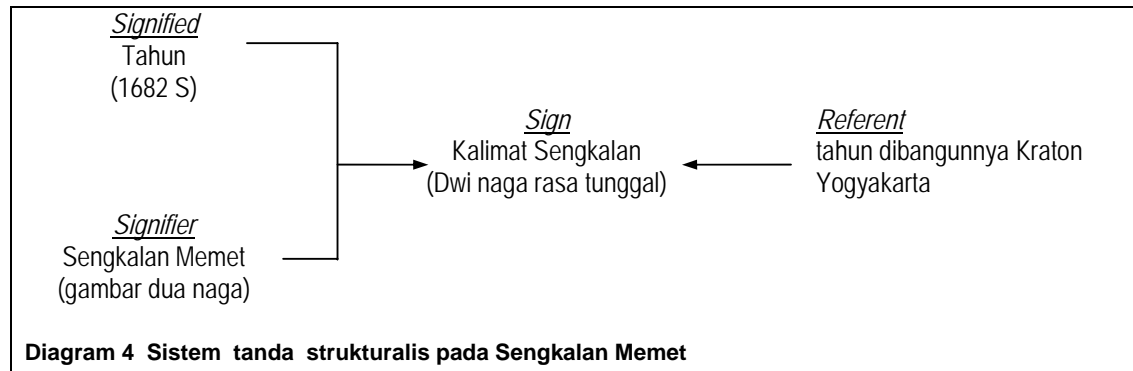 Signified
Tahun
(1682 S)
Sign
Kalimat Sengkalan
(Dwi naga rasa tunggal)
Referent
tahun dibangunnya Kraton
Yogyakarta
Signifier
Sengkalan Memet
(gambar dua naga)
Diagram 4 Sistem tanda strukturalis pada Sengkalan Memet